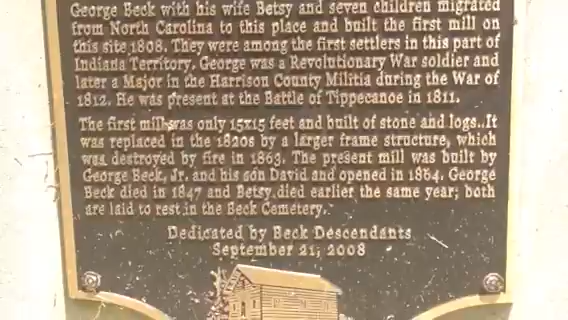 George Beck with his wife Betsy and seven children migrated
from North Carolina to this place and built the first mill on
this site 1808. They were among the first settlers in this part of
Indiana Territory. George was a Revolutionary War soldier and
later a Major in the Harrison County Militia during the War of
1812. He was present at the Battle of Tippecanoe in 1811.
The first mill was only 15x15 feet and built of stone and logs. It
was replaced in the 1820s by a larger frame structure, which
was destroyed by fire in 1863. The present mill was built by
George Beck, Jr. and his son David and opened in 1864. George
Beck died in 1847 and Betsy died earlier the same year; both
are laid to rest in the Beck Cemetery.
Dedicated by Beck Descendants
September 21, 2008